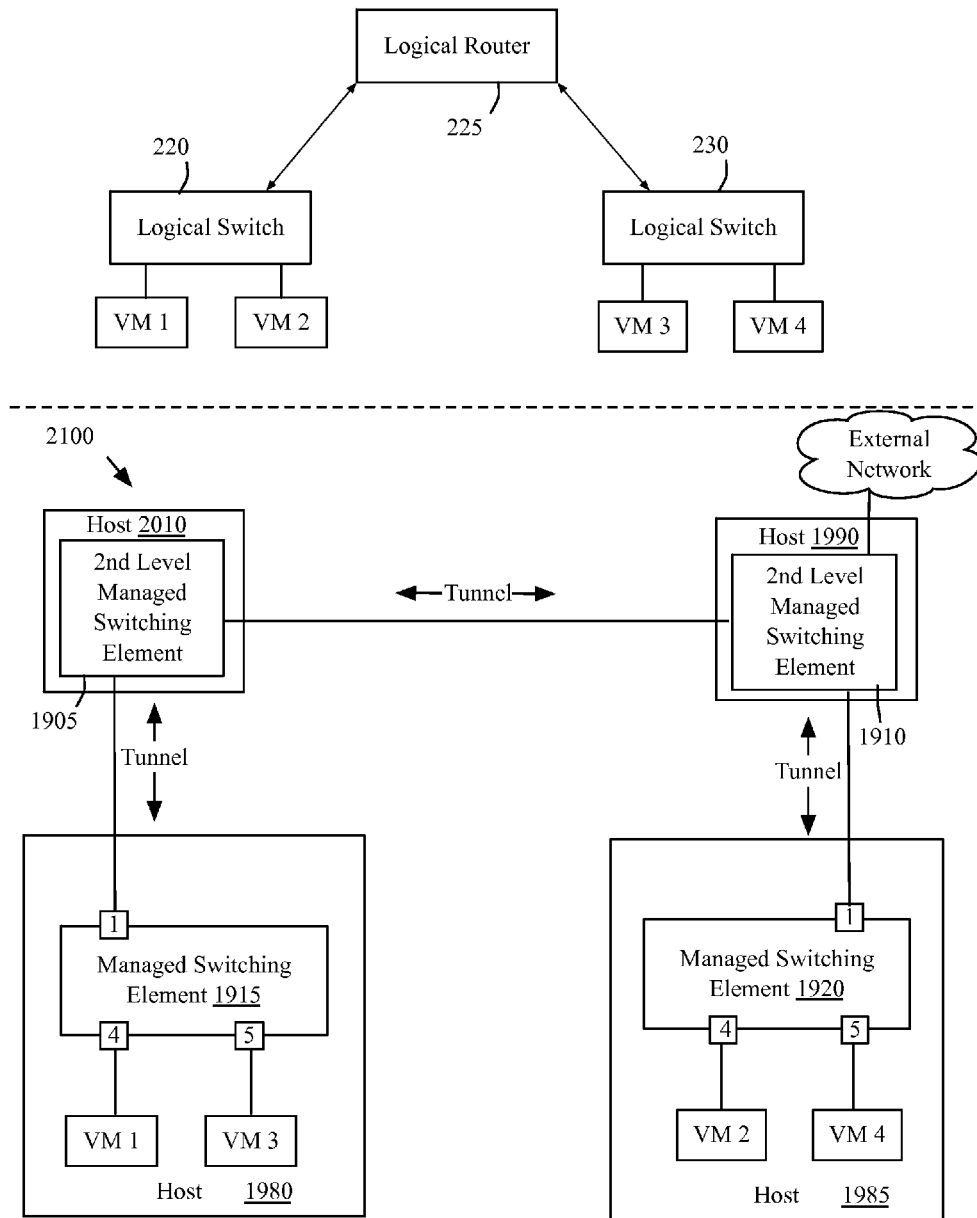 Logical Router
225
220
230
Logical Switch
Logical Switch
VM 1
VM 2
VM 3
VM 4
2100
External
Network
Host 2010
2nd Level
Managed
Switching
Element
1905
Tunnel
Host 1990
2nd Level
Managed
Switching
Element
1910
Tunnel
Tunnel
1
Managed Switching
Element 1915
4
5
VM 1
VM 3
Host 1980
1
Managed Switching
Element 1920
4
5
VM 2
VM 4
Host 1985